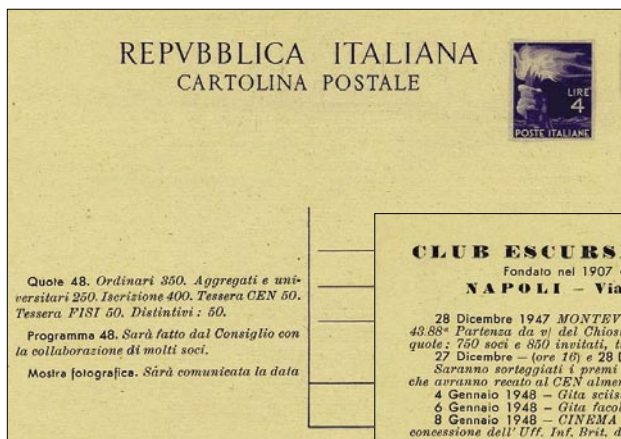 REPVBBLICA ITALIANA
CARTOLINA POSTALE
LIRE
4
POSTE ITALIANE
Quote 48. Ordinari 350. Aggregati e uni-
versitari 250. Iscrizione 400. Tessera CEN 50.
Tessera FISI 50. Distintivi : 50.
Programma 48. Sarà fatto dal Consiglio con
la collaborazione di molti soci.
Mostra fotografica. Sàrà comunicata la data
CLUB ESCURS
Fondato nel 1907
NAPOLI – Via
28 Dicembre 1947 MONTEV
43.88ª Partenza da v/ del Chios
quote : 750 soci e 850 invitati, t
27 Dicembre – (ore 16) e 28 D
Saranno sorteggiati i premi
che avranno recato al CEN alme
4 Gennaio 1948 – Gita sciis
6 Gennaio 1948 – Gita facol
8 Gennaio 1948 – CINEMA
concessione dell' Uff. Inf. Brit. d